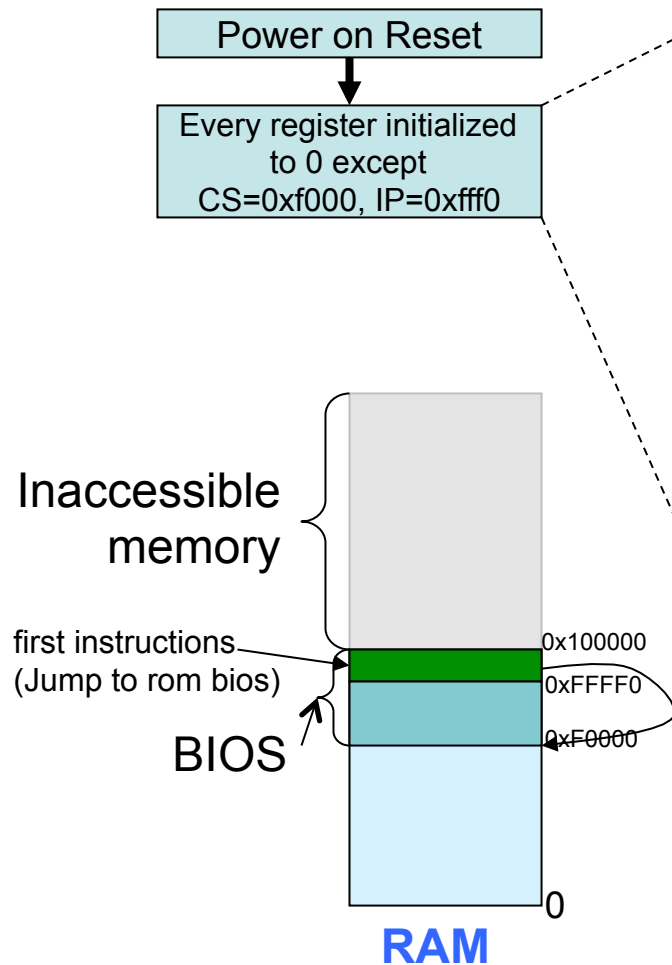 Power on Reset
Every register initialized
to 0 except
CS=0xf000, IP=0xfff0
Inaccessible
memory
0x100000
first instructions
(Jump to rom bios)
0xFFFF0
BIOS
0xF0000
0
RAM